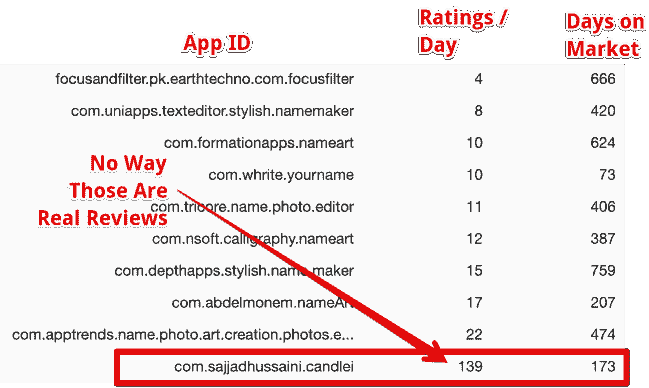 App ID Ratings / Day Days on Market
focusandfilter.pk.earthtechno.com.focusfilter 4 666
com.uniapps.texteditor.stylish.namemaker 8 420
com.formationapps.nameart 10 624
com.whrite.yourname 10 73
com.tricore.name.photo.editor 11 406
com.nsoft.calligraphy.nameart 12 387
com.depthapps.stylish.name.maker 15 759
com.abdelmonem.nameArt 17 207
com.apptrends.name.photo.art.creation.photos.e... 22 474
com.sajjadhussaini.candlei 139 173
No Way
Those Are
Real Reviews